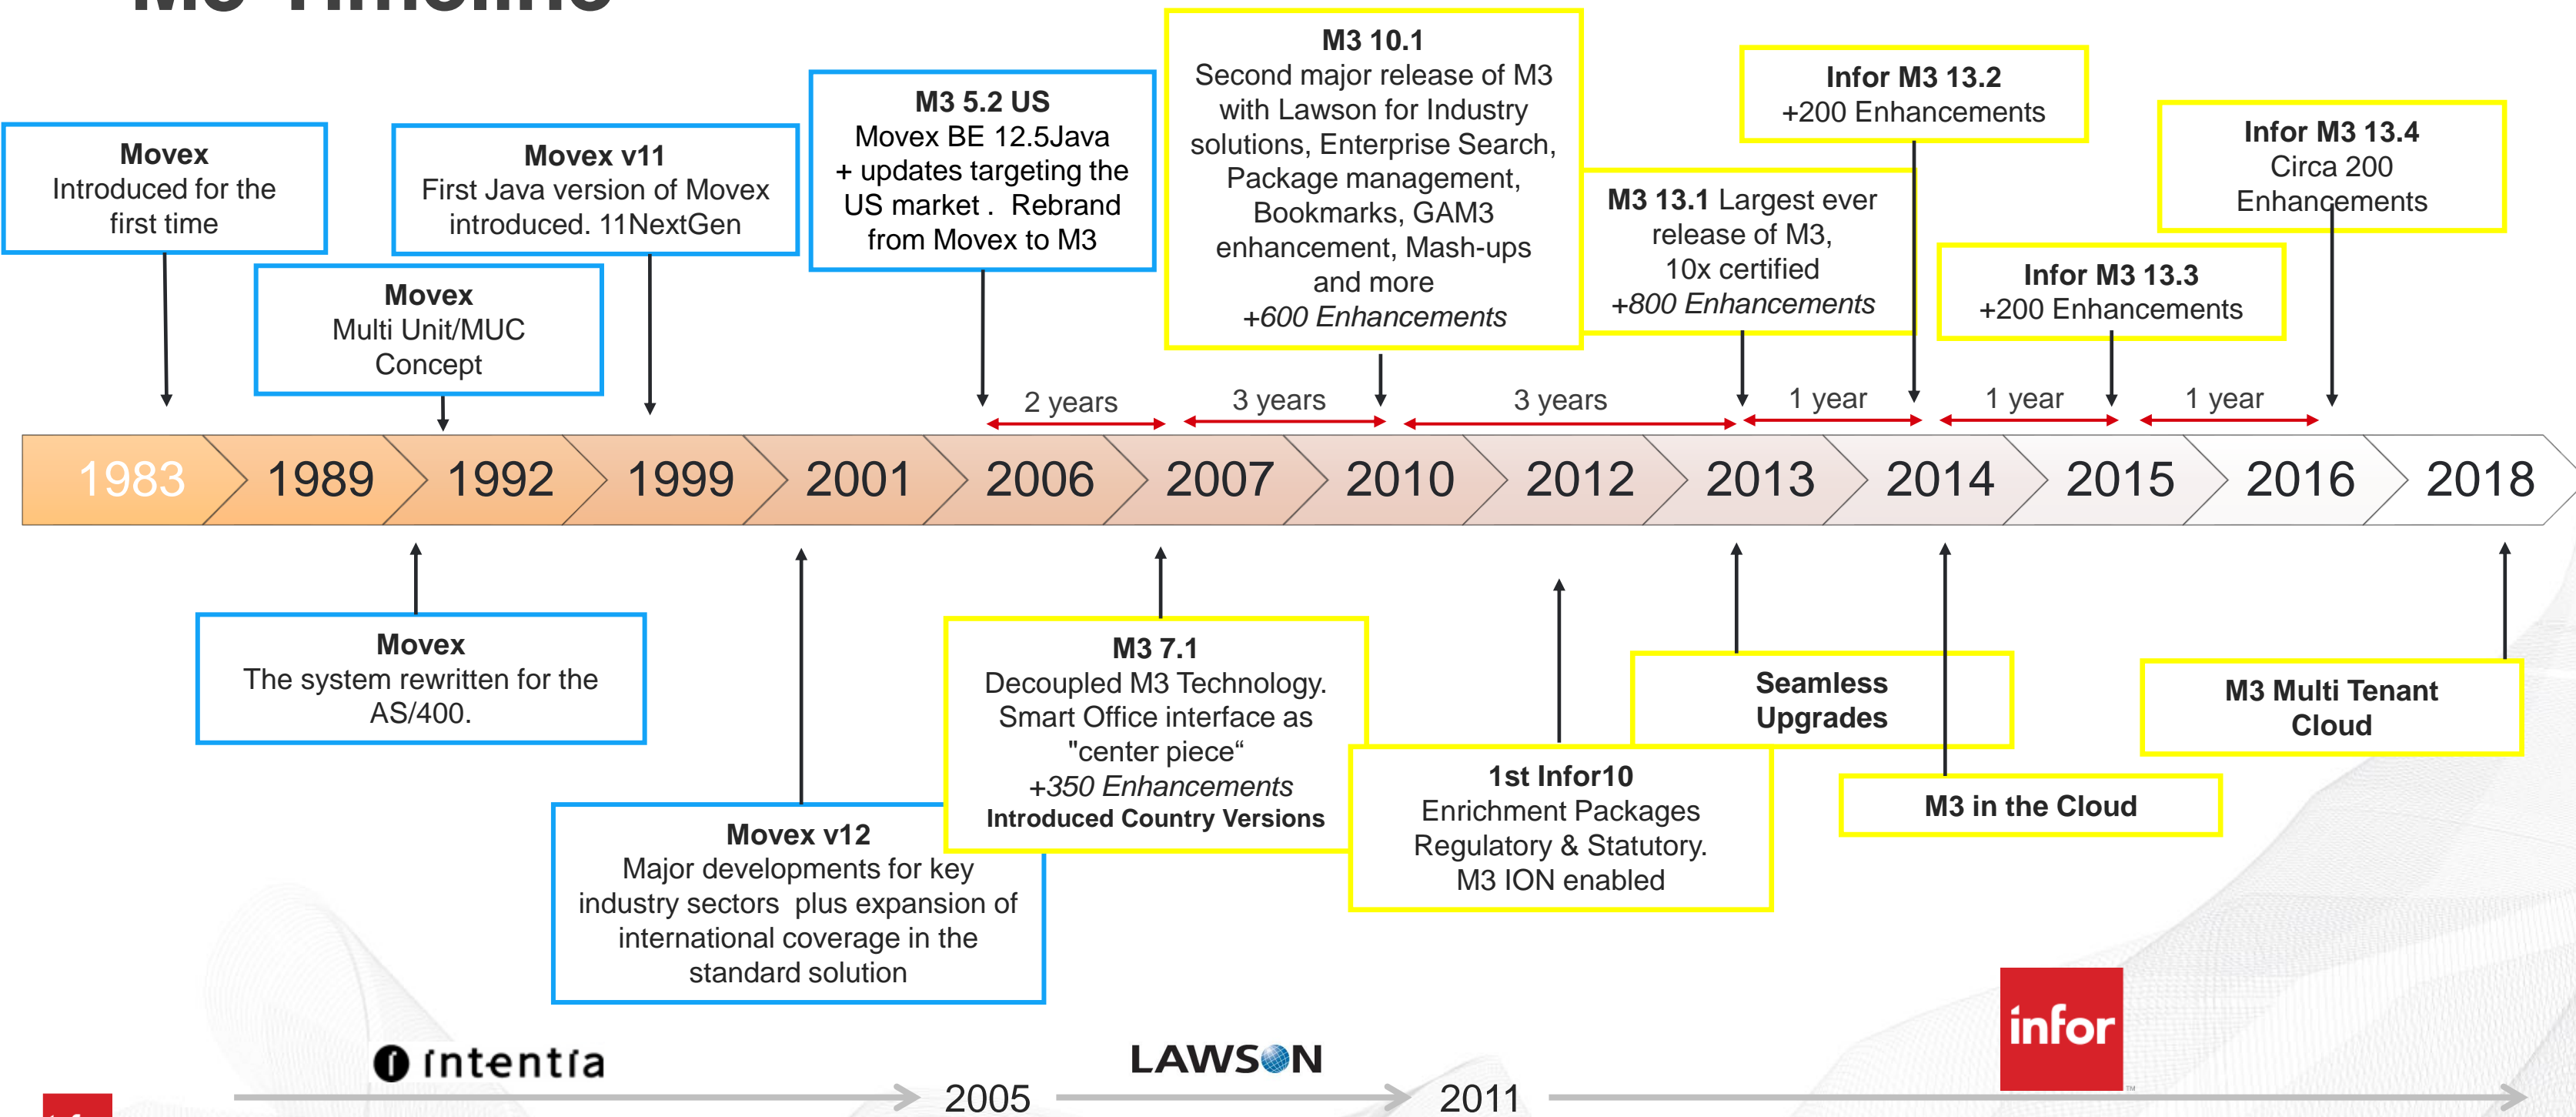 M3 Timeline
Movex
Introduced for the
first time
Movex
Multi Unit/MUC
Concept
Movex v11
First Java version of Movex
introduced. 11NextGen
M3 5.2 US
Movex BE 12.5Java
+ updates targeting the
US market . Rebrand
from Movex to M3
M3 10.1
Second major release of M3
with Lawson for Industry
solutions, Enterprise Search,
Package management,
Bookmarks, GAM3
enhancement, Mash-ups
and more
+600 Enhancements
M3 13.1 Largest ever
release of M3,
10x certified
+800 Enhancements
Infor M3 13.2
+200 Enhancements
Infor M3 13.3
+200 Enhancements
Infor M3 13.4
Circa 200
Enhancements
2 years
3 years
3 years
1 year
1 year
1 year
1983
1989
1992
1999
2001
2006
2007
2010
2012
2013
2014
2015
2016
2018
Movex
The system rewritten for the
AS/400.
Movex v12
Major developments for key
industry sectors plus expansion of
international coverage in the
standard solution
M3 7.1
Decoupled M3 Technology.
Smart Office interface as
"center piece“
+350 Enhancements
Introduced Country Versions
1st Infor10
Enrichment Packages
Regulatory & Statutory.
M3 ION enabled
Seamless
Upgrades
M3 in the Cloud
M3 Multi Tenant
Cloud
intentia
LAWSON
infor
TM
2005
2011